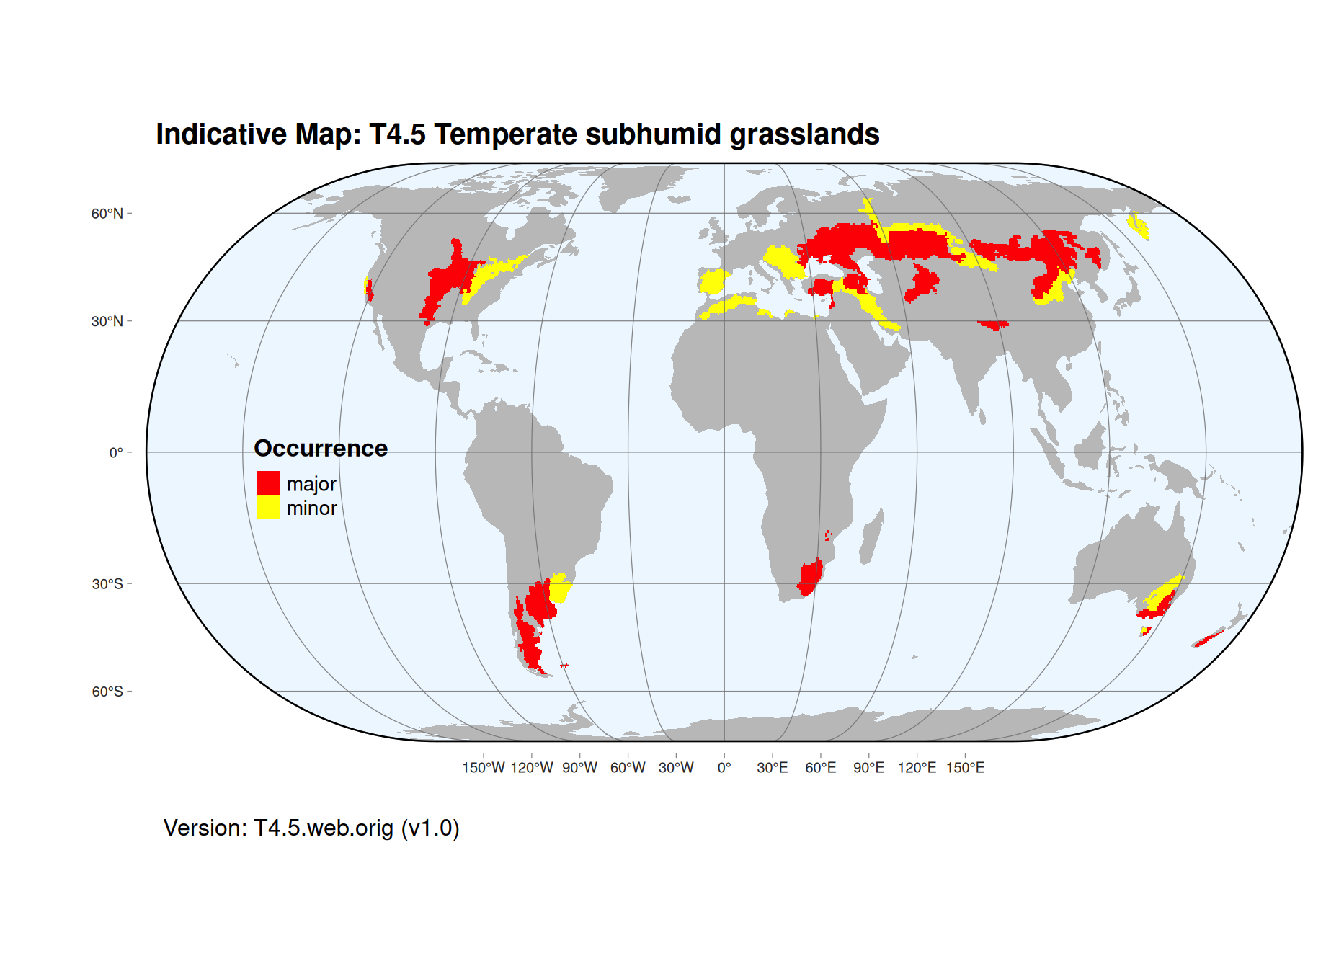 Indicative Map: T4.5 Temperate subhumid grasslands
60°N
30°N
0°
30°S
60°S
Occurrence
major
minor
150°W 120°W 90°W 60°W 30°W 0° 30°E 60°E 90°E 120°E 150°E
Version: T4.5.web.orig (v1.0)